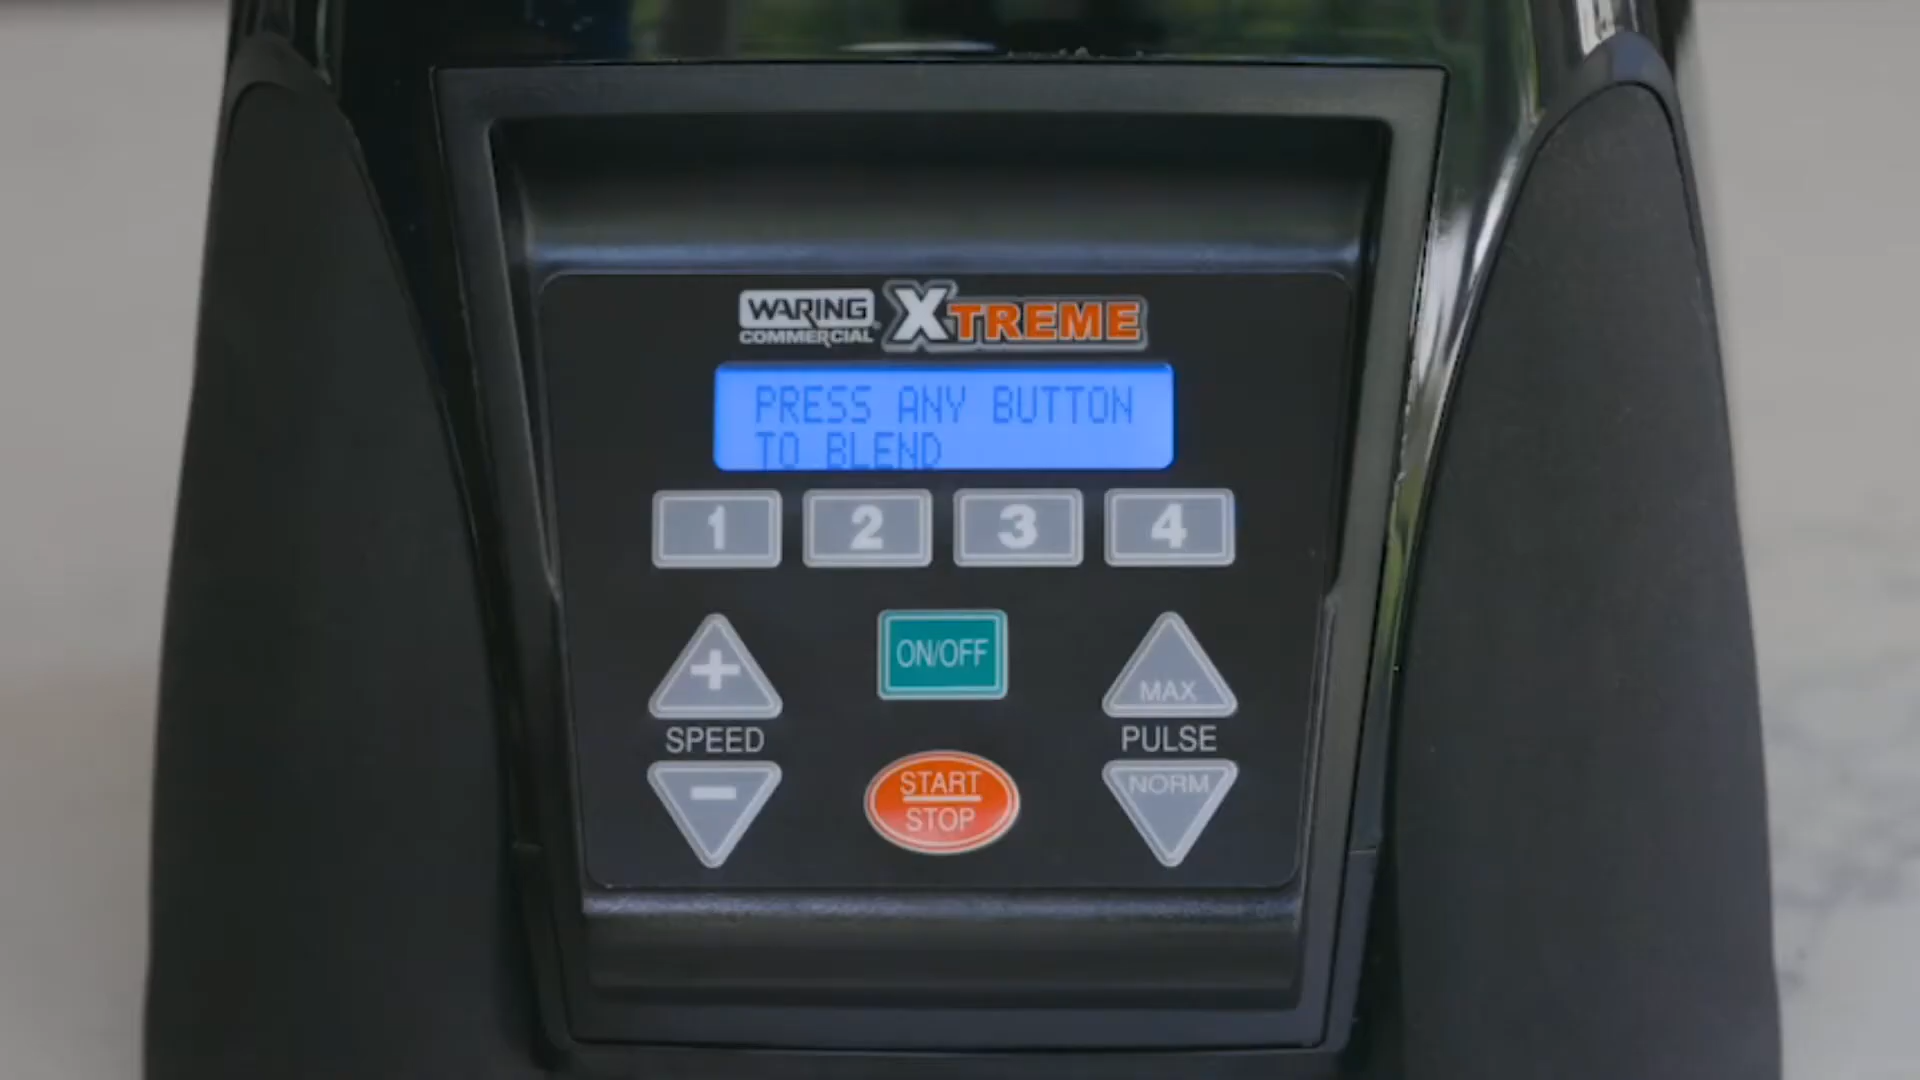 WARING
COMMERCIAL
XTREME
PRESS ANY BUTTON
TO BLEND
1 2 3 4
+
ON/OFF
MAX
SPEED
PULSE
-
START
STOP
NORM